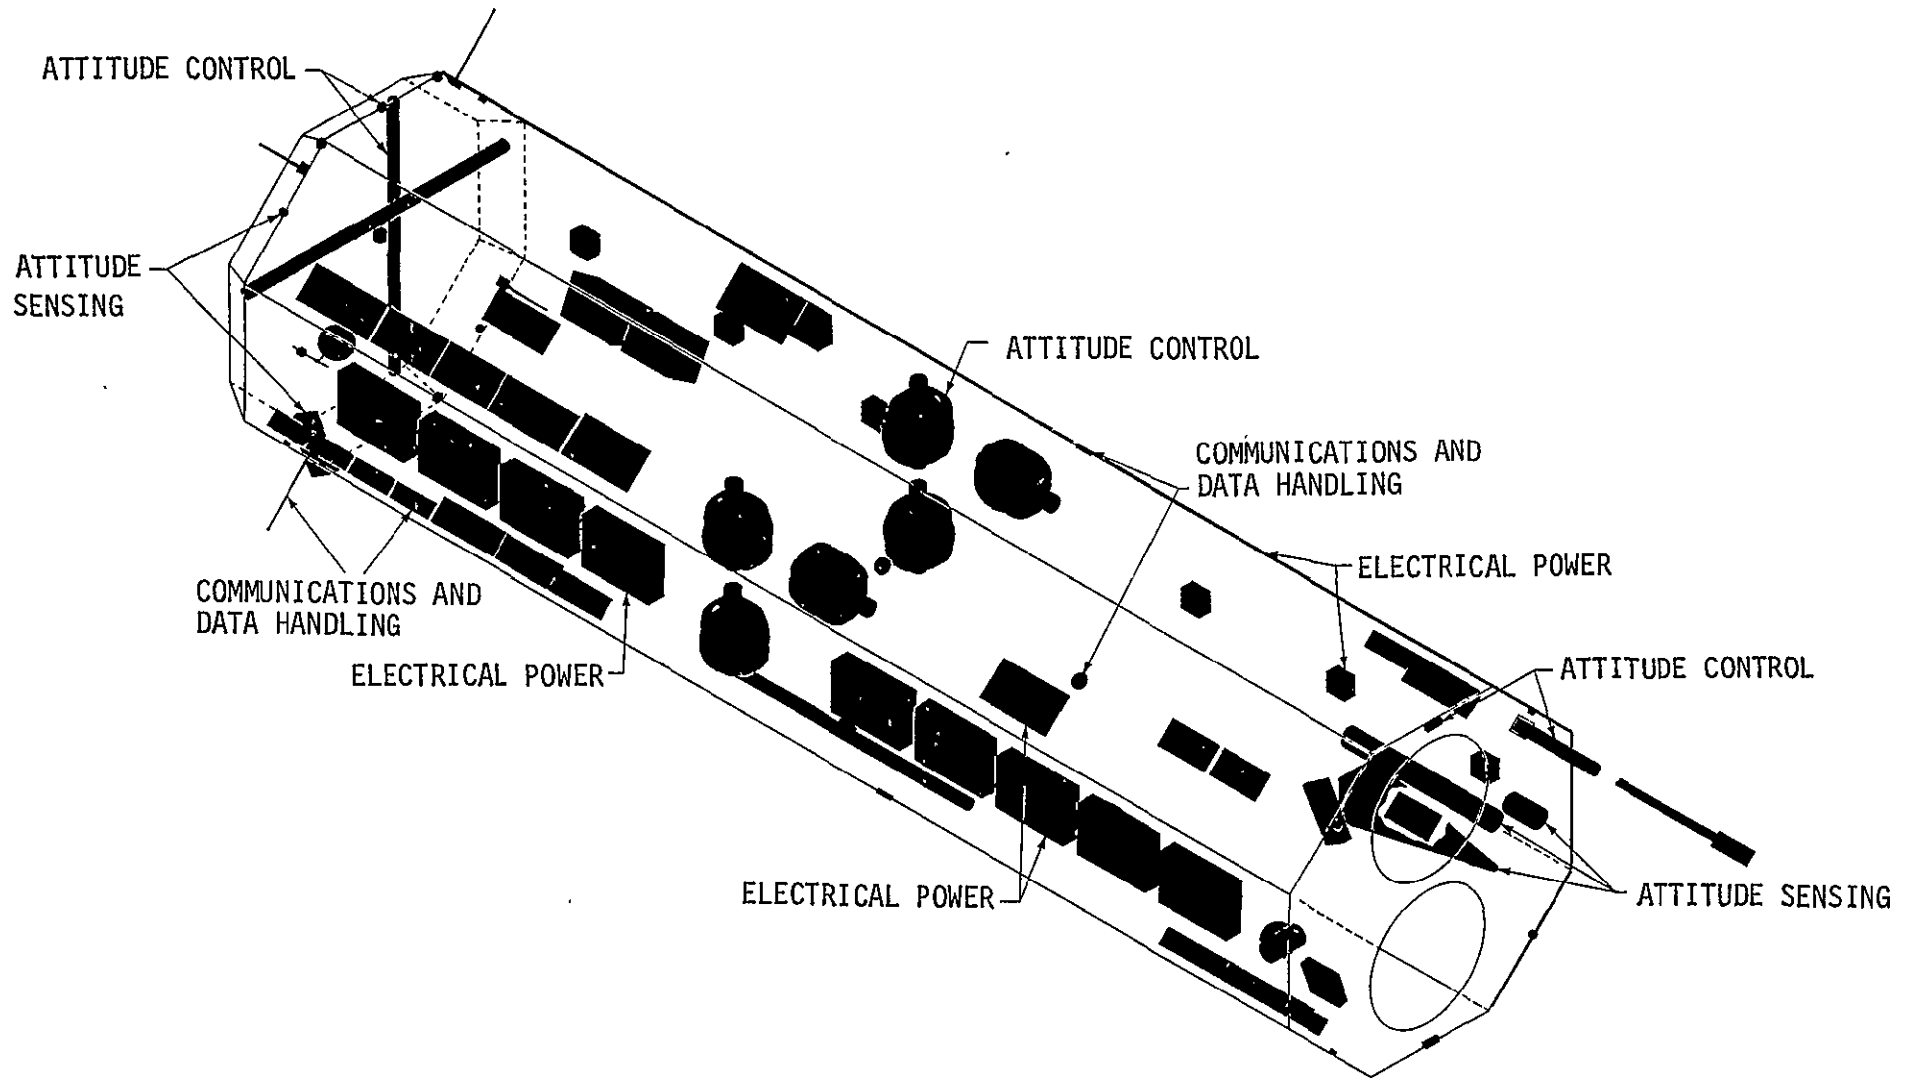 ATTITUDE CONTROL
ATTITUDE
SENSING
ATTITUDE CONTROL
COMMUNICATIONS AND
DATA HANDLING
ELECTRICAL POWER
COMMUNICATIONS AND
DATA HANDLING
ELECTRICAL POWER
ATTITUDE CONTROL
ELECTRICAL POWER
ATTITUDE SENSING